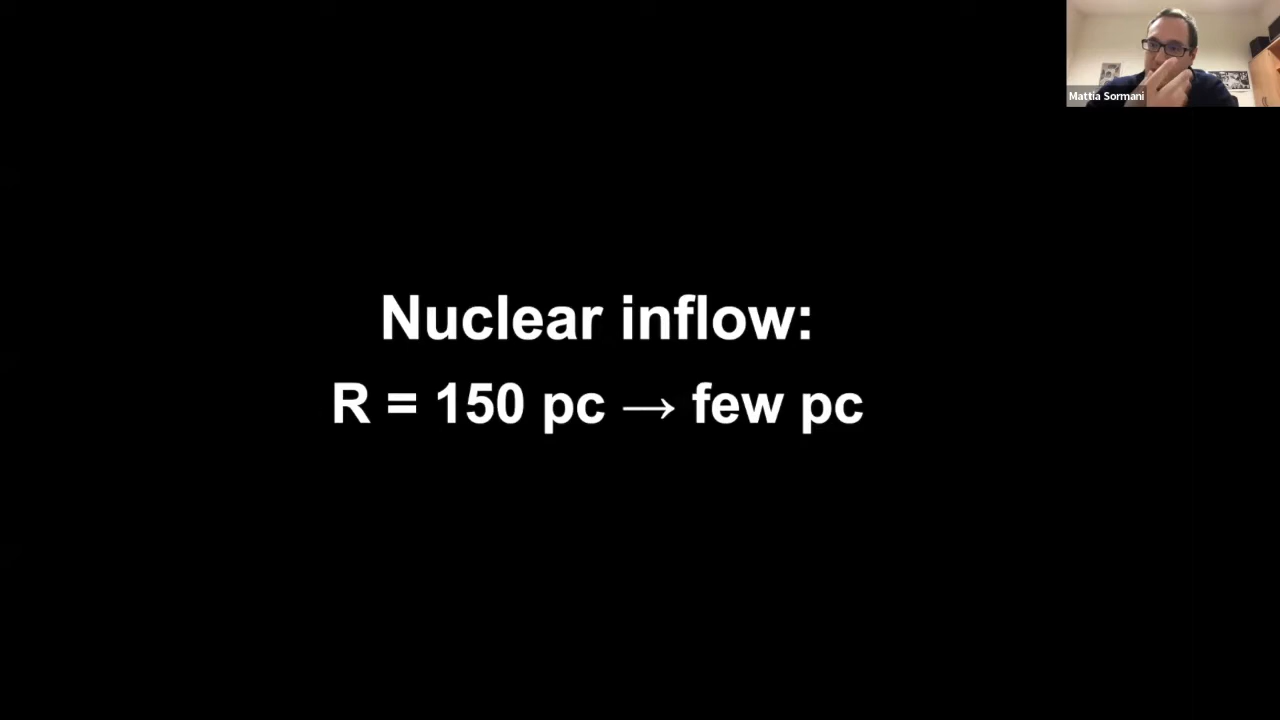 Mattia Sormani
Nuclear inflow:
R = 150 pc → few pc